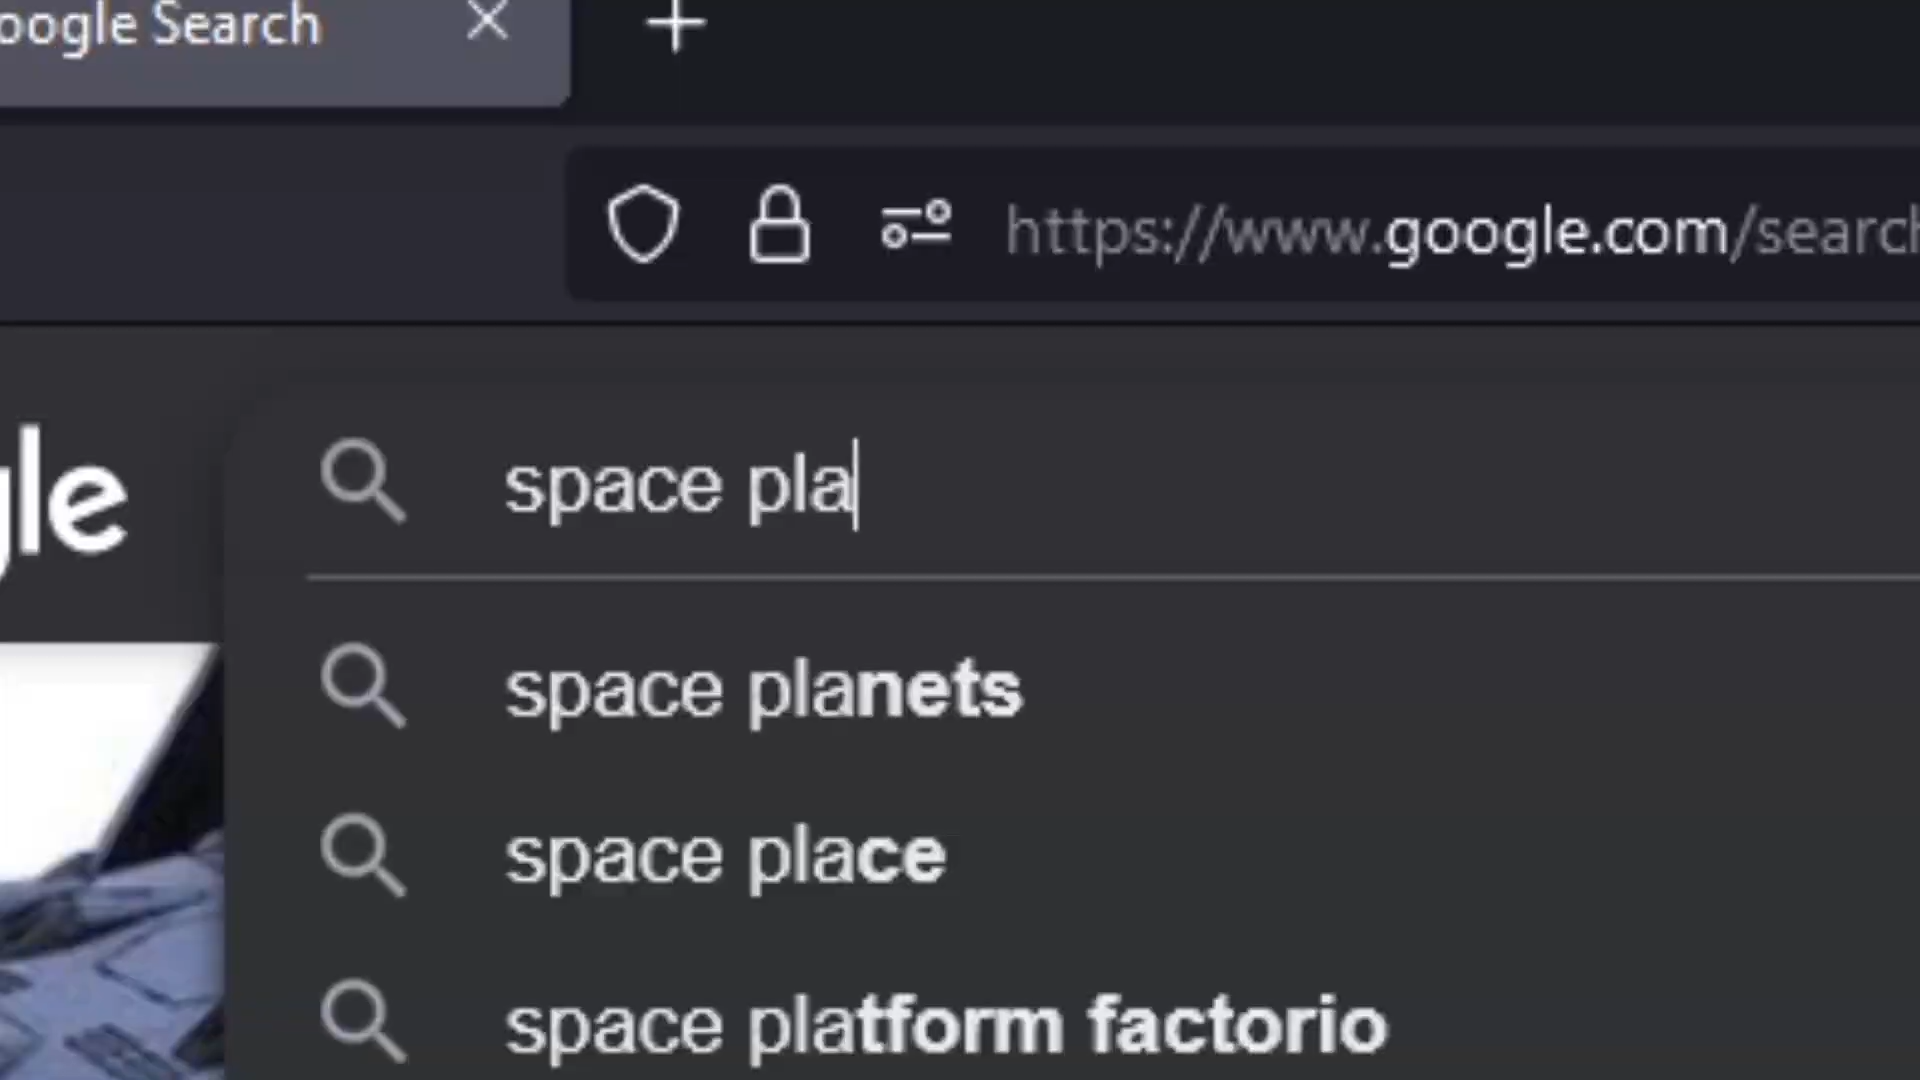 oogle Search
https://www.google.com/search
gle
space pla
space planets
space place
space platform factorio